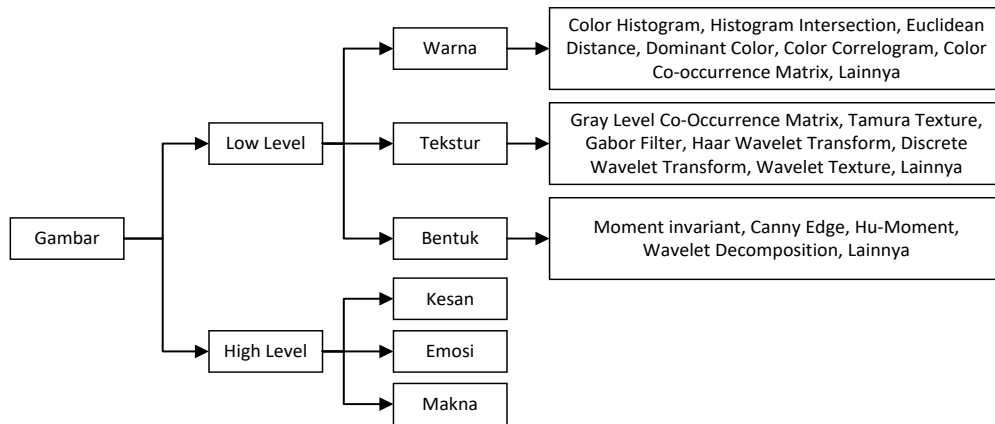 Gambar
Low Level
High Level
Warna
Tekstur
Bentuk
Kesan
Emosi
Makna
Color Histogram, Histogram Intersection, Euclidean
Distance, Dominant Color, Color Correlogram, Color
Co-occurrence Matrix, Lainnya
Gray Level Co-Occurrence Matrix, Tamura Texture,
Gabor Filter, Haar Wavelet Transform, Discrete
Wavelet Transform, Wavelet Texture, Lainnya
Moment invariant, Canny Edge, Hu-Moment,
Wavelet Decomposition, Lainnya